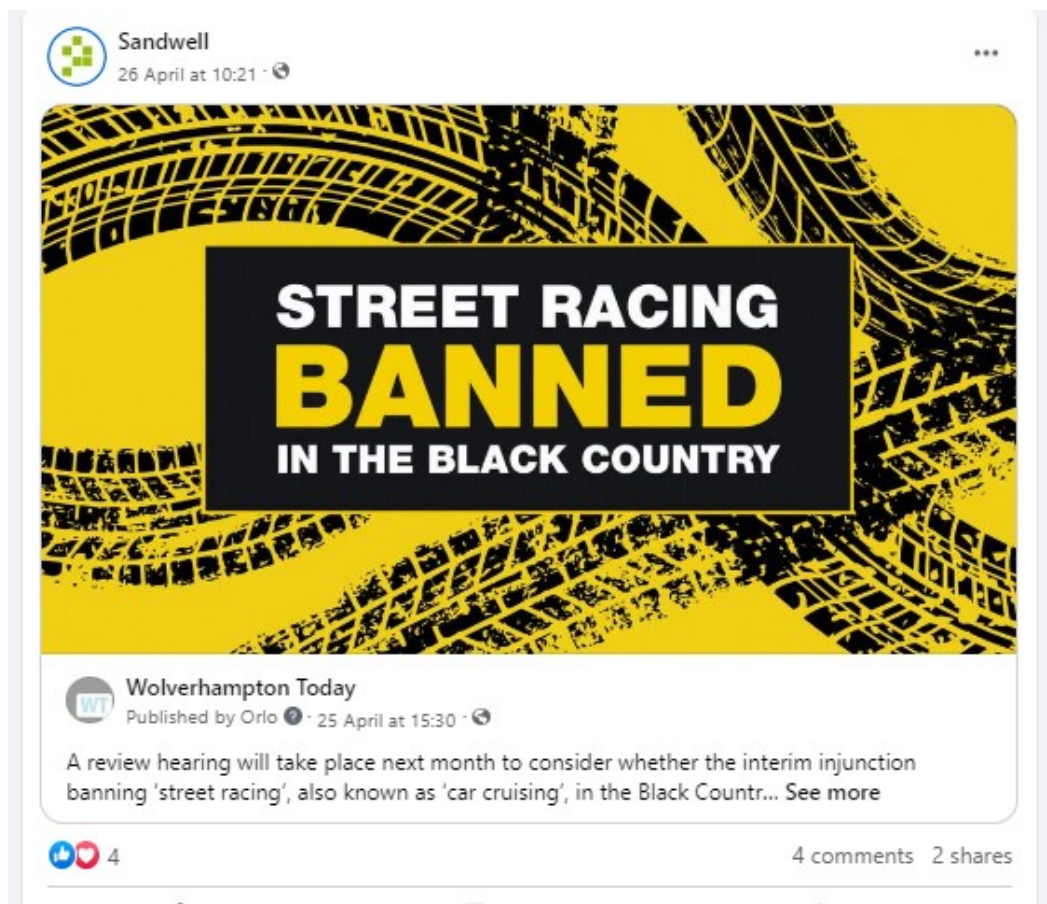 Sandwell
26 April at 10:21 ·
STREET RACING
BANNED
IN THE BLACK COUNTRY
WT
Wolverhampton Today
Published by Orlo ? · 25 April at 15:30 ·
A review hearing will take place next month to consider whether the interim injunction
banning ‘street racing’, also known as ‘car cruising’, in the Black Countr... See more
4
4 comments 2 shares